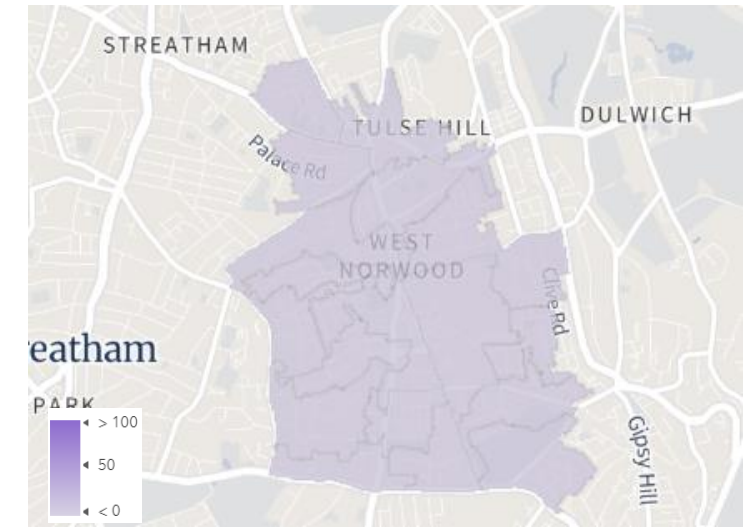 STREATHAM
DULWICH
TULSE HILL
Palace Rd
WEST
NORWOOD
Clive Rd
eatham
PARK
> 100
50
< 0
Gipsy Hill